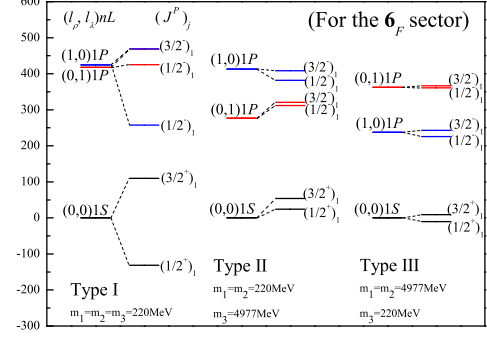 600
500
400
300
200
100
0
-100
-200
-300
(l_ρ, l_λ)nL (J^P)_j
(For the 6_F sector)
(1,0)1P
(0,1)1P
(3/2^-)_1
(1/2^-)_1
(1/2^-)_1
(0,0)1S
(3/2^+)_1
(1/2^+)_1
Type I
m_1=m_2=m_3=220MeV
(1,0)1P
(3/2^-)_1
(1/2^-)_1
(0,1)1P
(3/2^-)_1
(1/2^-)_1
(0,0)1S
(3/2^+)_1
(1/2^+)_1
Type II
m_1=m_2=220MeV
m_3=4977MeV
(0,1)1P
(3/2^-)_1
(1/2^-)_1
(1,0)1P
(3/2^-)_1
(1/2^-)_1
(0,0)1S
(3/2^+)_1
(1/2^+)_1
Type III
m_1=m_2=4977MeV
m_3=220MeV